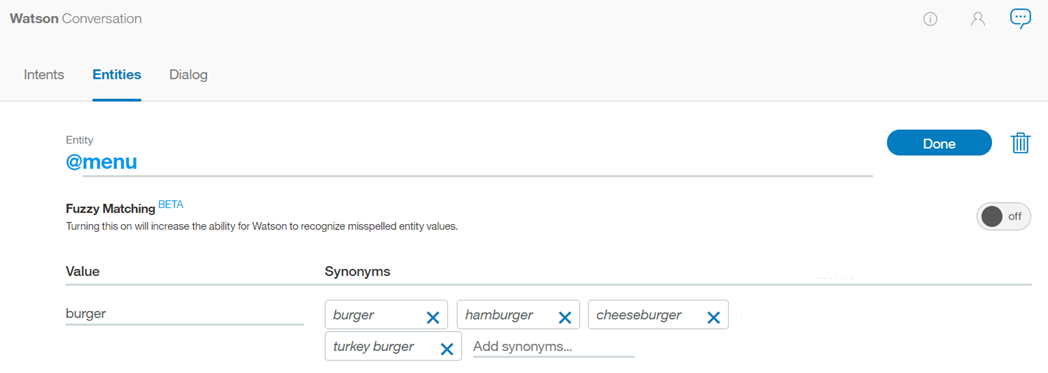 Watson Conversation
Intents Entities Dialog
Entity
@menu
Done
Fuzzy Matching BETA
Turning this on will increase the ability for Watson to recognize misspelled entity values.
off
Value Synonyms
burger burger hamburger cheeseburger
turkey burger Add synonyms...